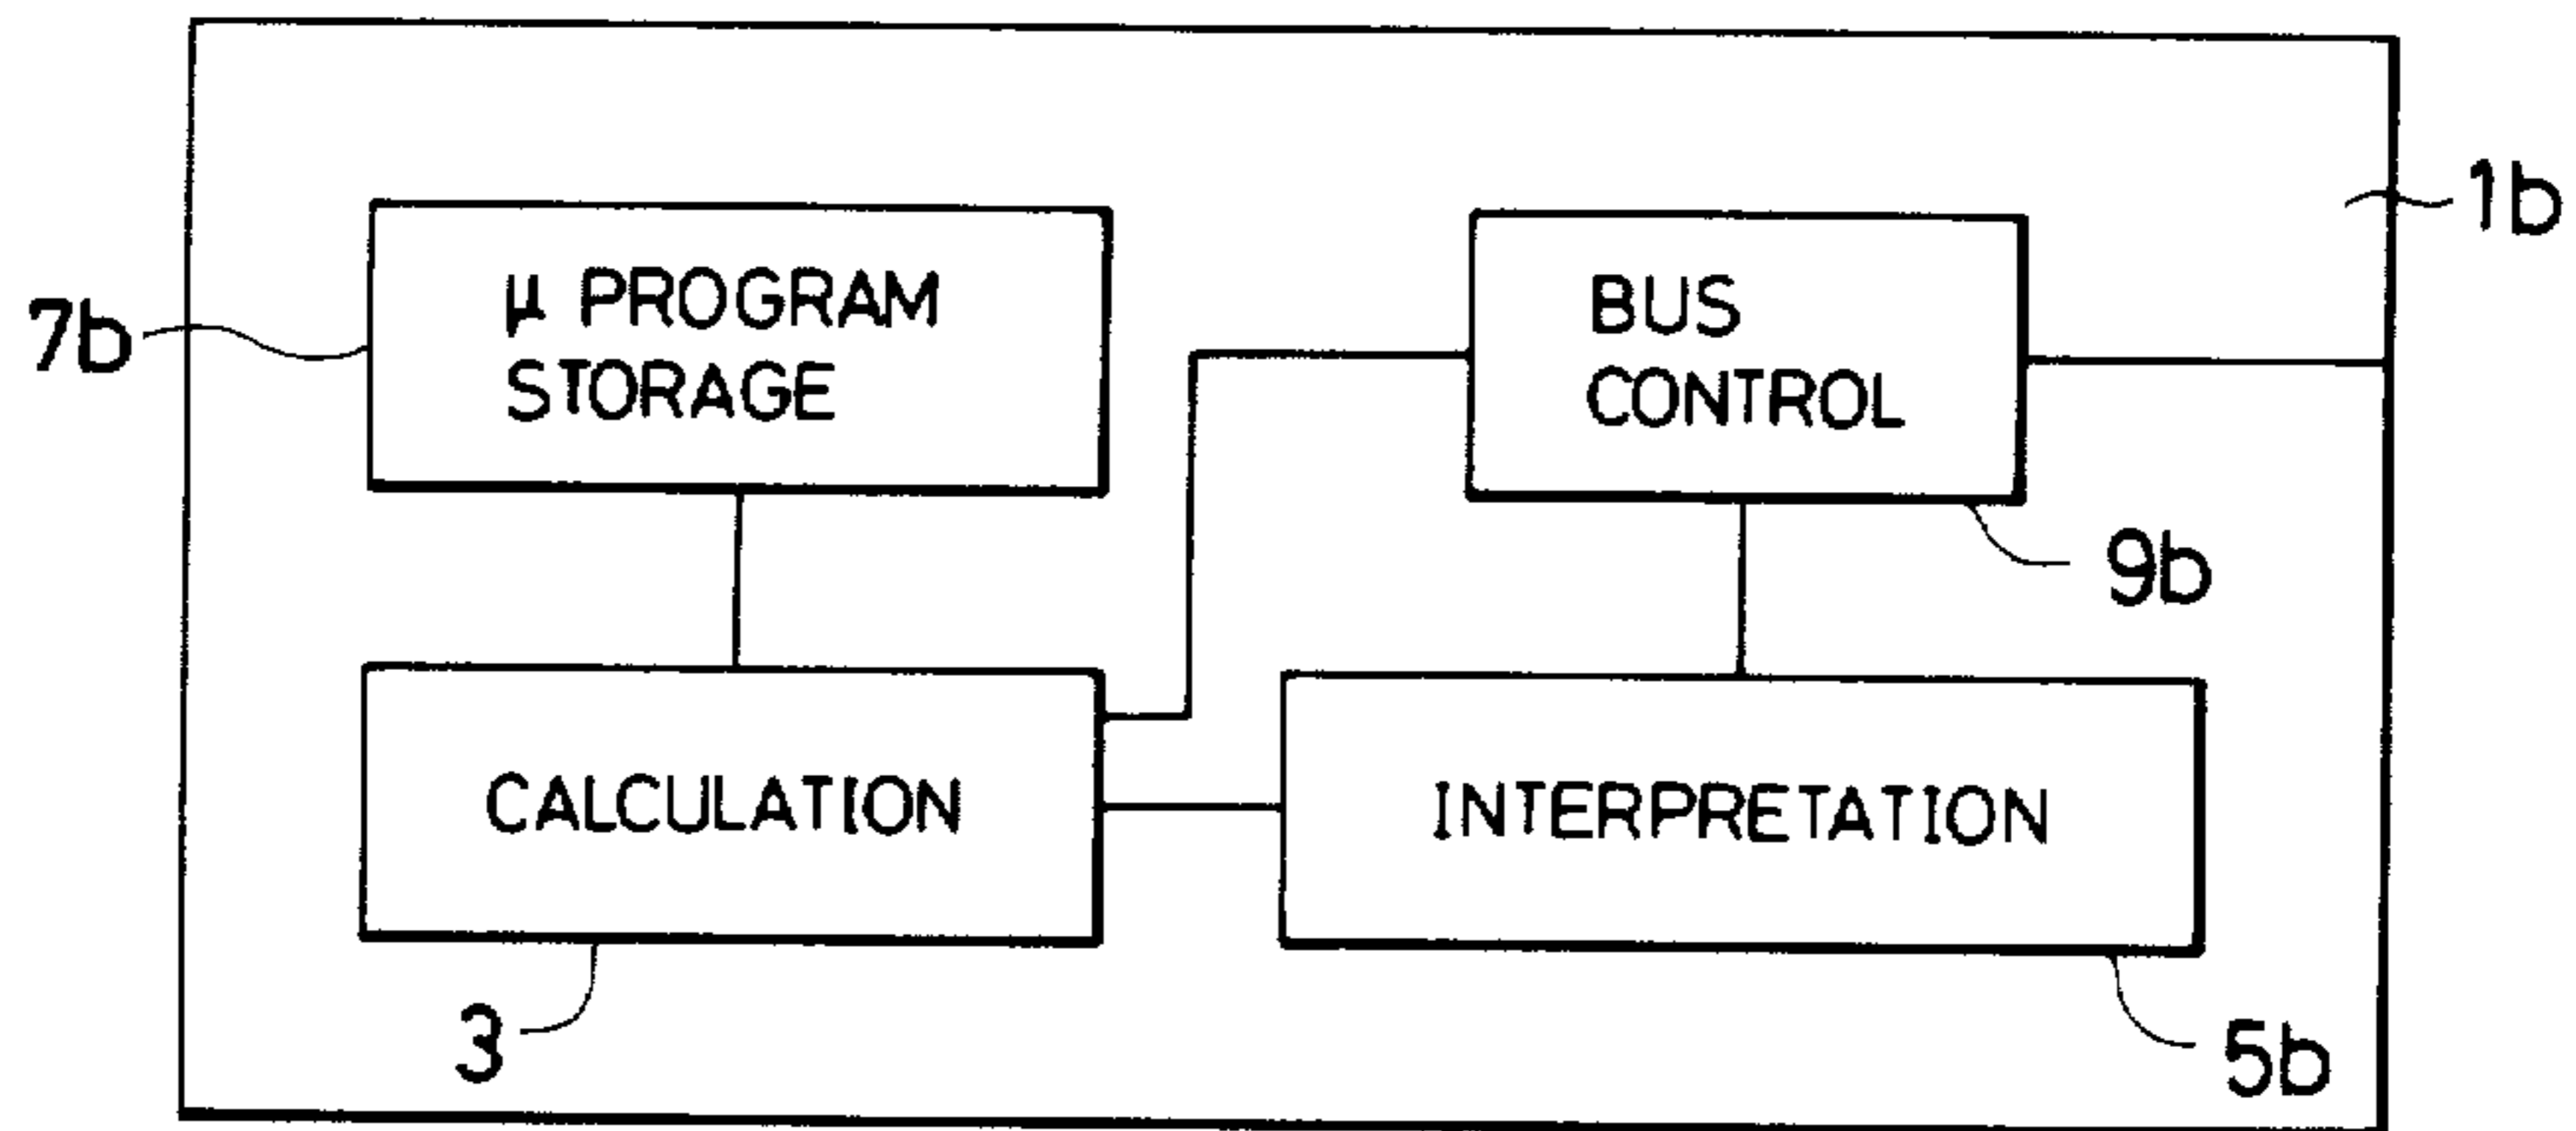 1b
7b
μ PROGRAM
STORAGE
BUS
CONTROL
9b
CALCULATION
INTERPRETATION
3
5b